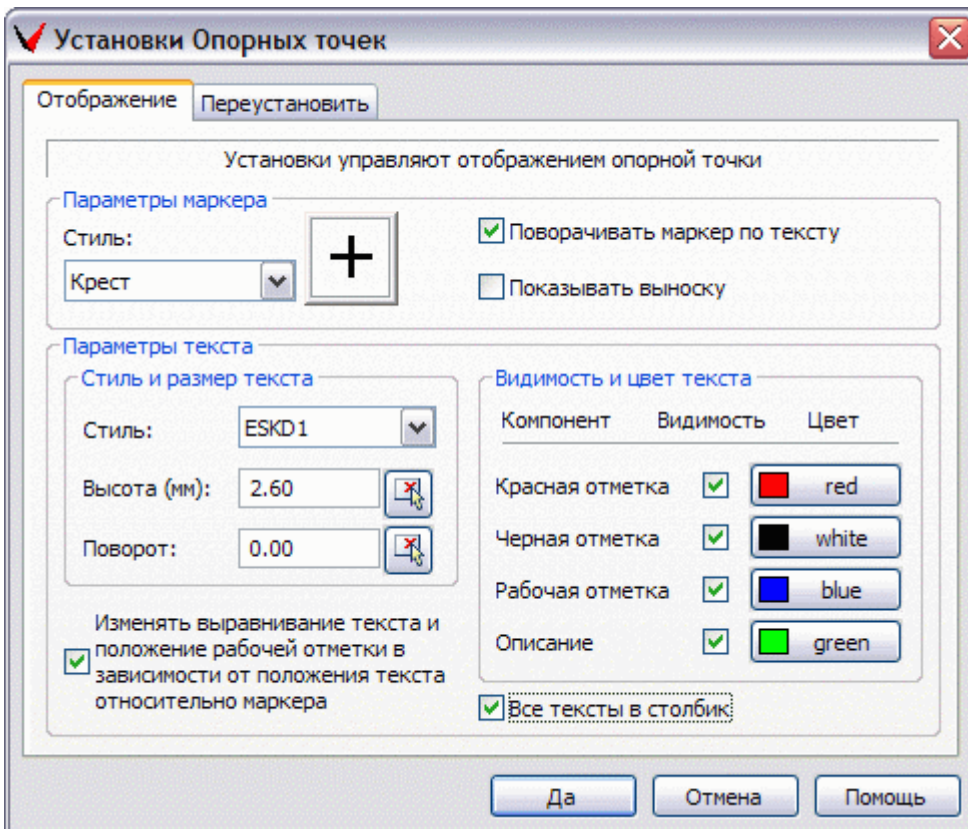 Установки Опорных точек
Отображение
Переустановить
Установки управляют отображением опорной точки
Параметры маркера
Стиль:
Крест
Поворачивать маркер по тексту
Показывать выноску
Параметры текста
Стиль и размер текста
Стиль:
ESKD1
Высота (мм):
2.60
Поворот:
0.00
Изменять выравнивание текста и
положение рабочей отметки в
зависимости от положения текста
относительно маркера
Видимость и цвет текста
Компонент Видимость Цвет
Красная отметка red
Черная отметка white
Рабочая отметка blue
Описание green
Все тексты в столбик
Да
Отмена
Помощь